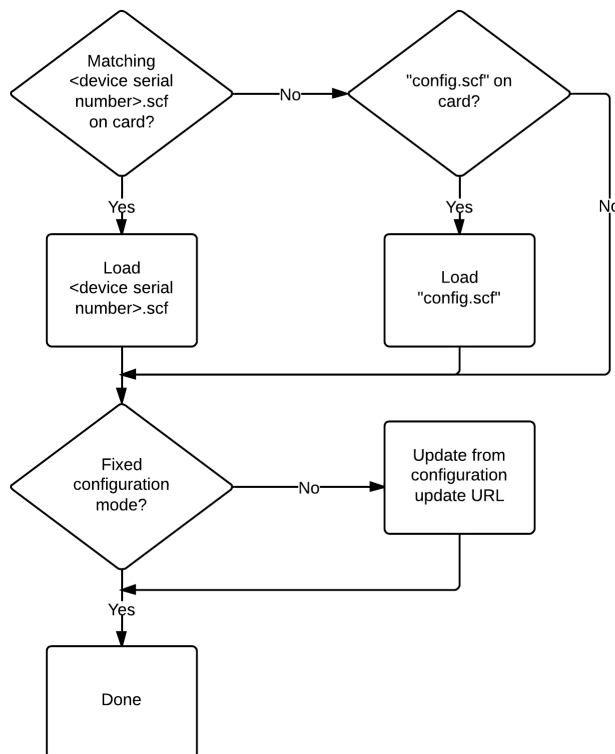 Matching
<device serial
number>.scf
on card?
No
"config.scf" on
card?
Yes
Yes
No
Load
<device serial
number>.scf
Load
"config.scf"
Fixed
configuration
mode?
No
Update from
configuration
update URL
Yes
Done